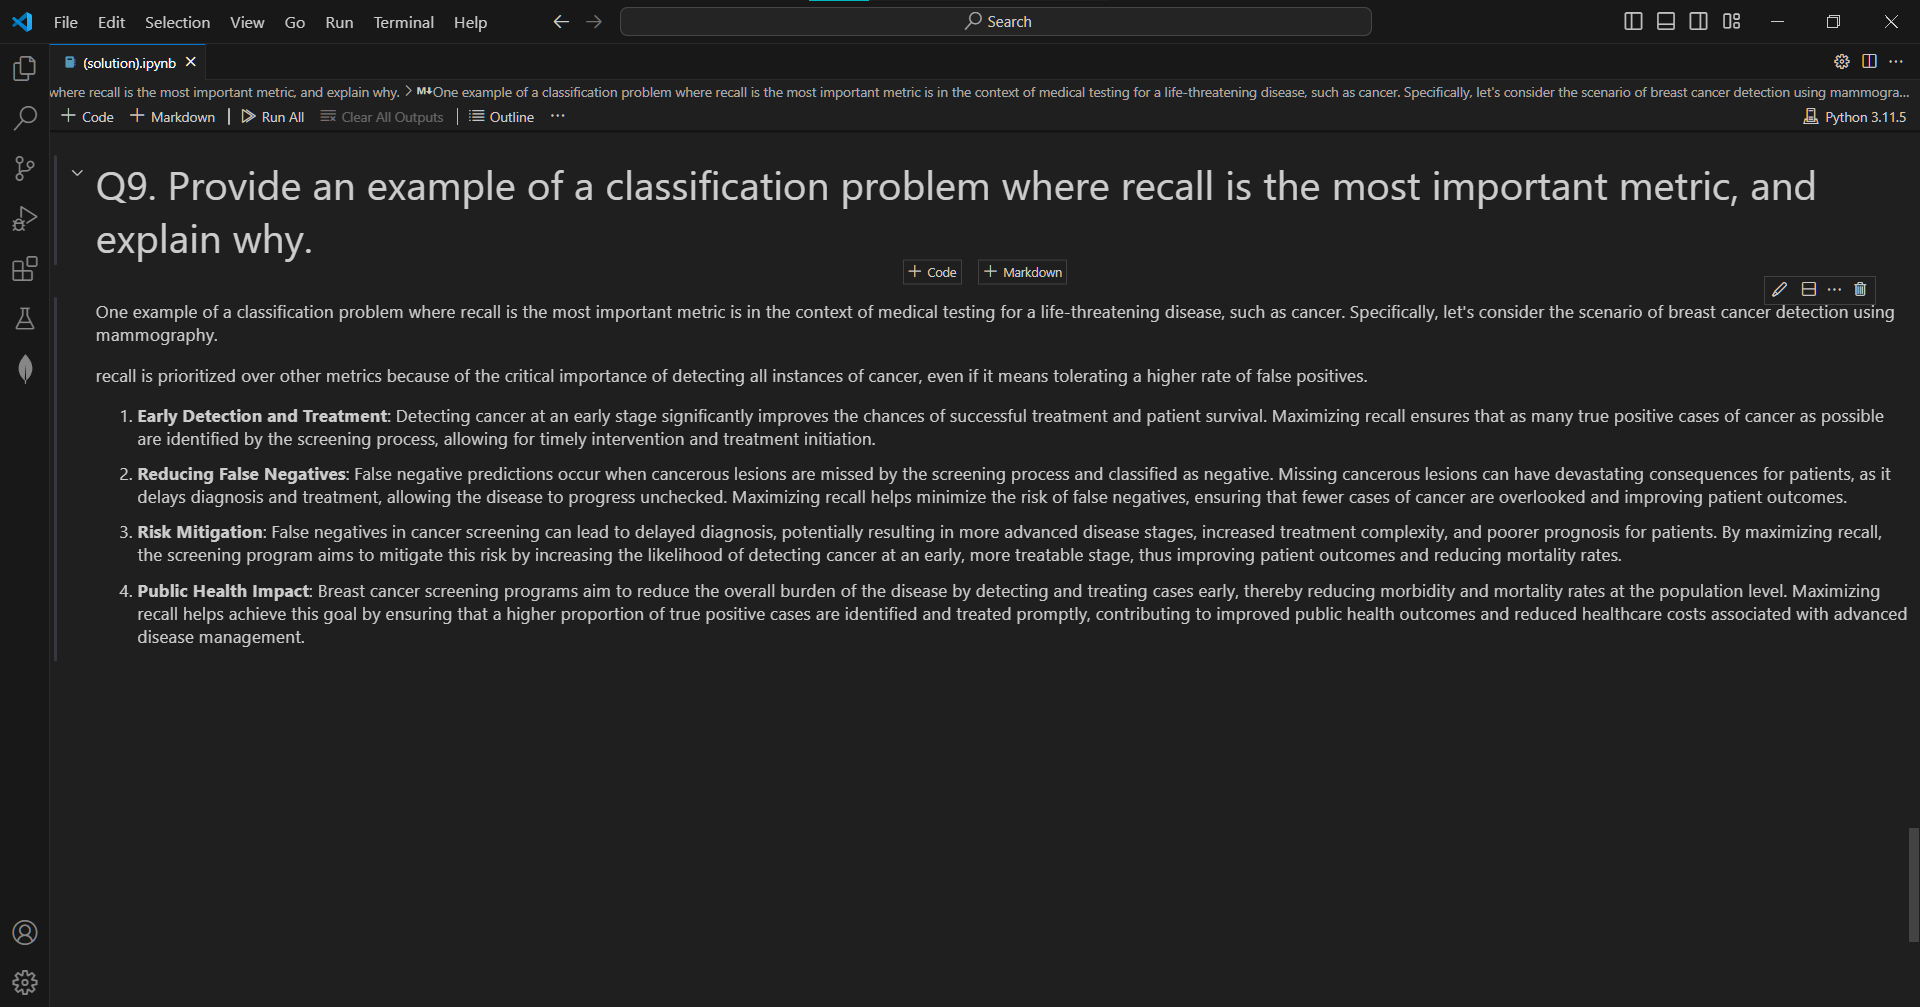 File Edit Selection View Go Run Terminal Help Search
(solution).ipynb
where recall is the most important metric, and explain why. > M↓One example of a classification problem where recall is the most important metric is in the context of medical testing for a life-threatening disease, such as cancer. Specifically, let's consider the scenario of breast cancer detection using mammogra...
+ Code + Markdown | Run All Clear All Outputs | Outline ... Python 3.11.5
Q9. Provide an example of a classification problem where recall is the most important metric, and
explain why.
+ Code + Markdown
One example of a classification problem where recall is the most important metric is in the context of medical testing for a life-threatening disease, such as cancer. Specifically, let's consider the scenario of breast cancer detection using
mammography.
recall is prioritized over other metrics because of the critical importance of detecting all instances of cancer, even if it means tolerating a higher rate of false positives.
1. Early Detection and Treatment: Detecting cancer at an early stage significantly improves the chances of successful treatment and patient survival. Maximizing recall ensures that as many true positive cases of cancer as possible
are identified by the screening process, allowing for timely intervention and treatment initiation.
2. Reducing False Negatives: False negative predictions occur when cancerous lesions are missed by the screening process and classified as negative. Missing cancerous lesions can have devastating consequences for patients, as it
delays diagnosis and treatment, allowing the disease to progress unchecked. Maximizing recall helps minimize the risk of false negatives, ensuring that fewer cases of cancer are overlooked and improving patient outcomes.
3. Risk Mitigation: False negatives in cancer screening can lead to delayed diagnosis, potentially resulting in more advanced disease stages, increased treatment complexity, and poorer prognosis for patients. By maximizing recall,
the screening program aims to mitigate this risk by increasing the likelihood of detecting cancer at an early, more treatable stage, thus improving patient outcomes and reducing mortality rates.
4. Public Health Impact: Breast cancer screening programs aim to reduce the overall burden of the disease by detecting and treating cases early, thereby reducing morbidity and mortality rates at the population level. Maximizing
recall helps achieve this goal by ensuring that a higher proportion of true positive cases are identified and treated promptly, contributing to improved public health outcomes and reduced healthcare costs associated with advanced
disease management.